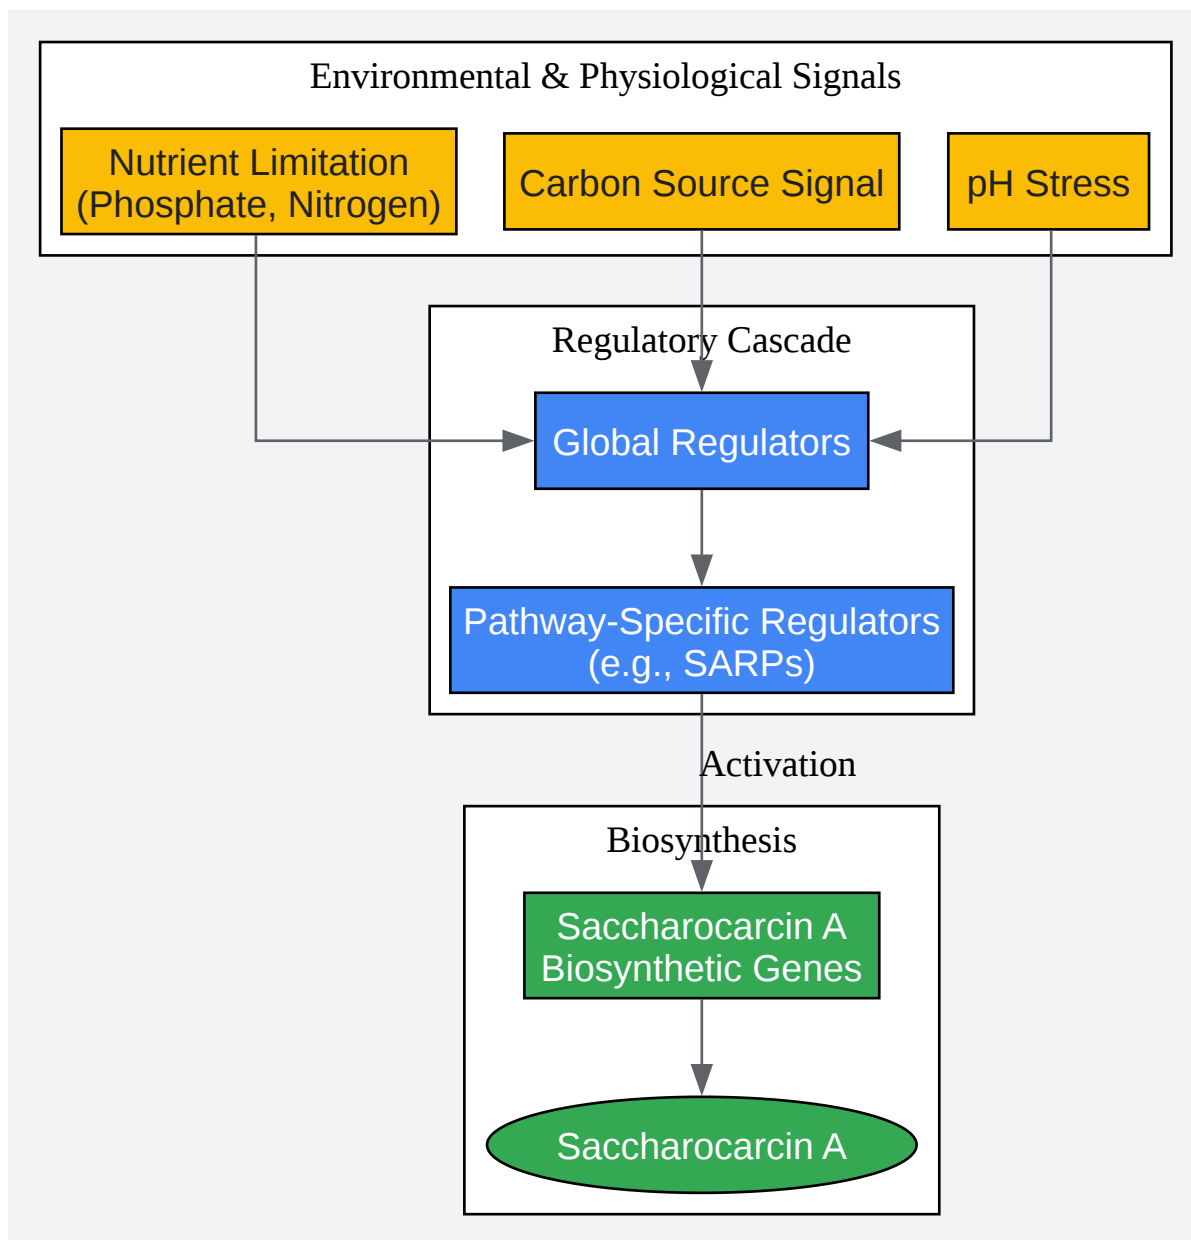 Environmental & Physiological Signals
Nutrient Limitation
(Phosphate, Nitrogen)
Carbon Source Signal
pH Stress
Regulatory Cascade
Global Regulators
Pathway-Specific Regulators
(e.g., SARPs)
Activation
Biosynthesis
Saccharocarcin A
Biosynthetic Genes
Saccharocarcin A